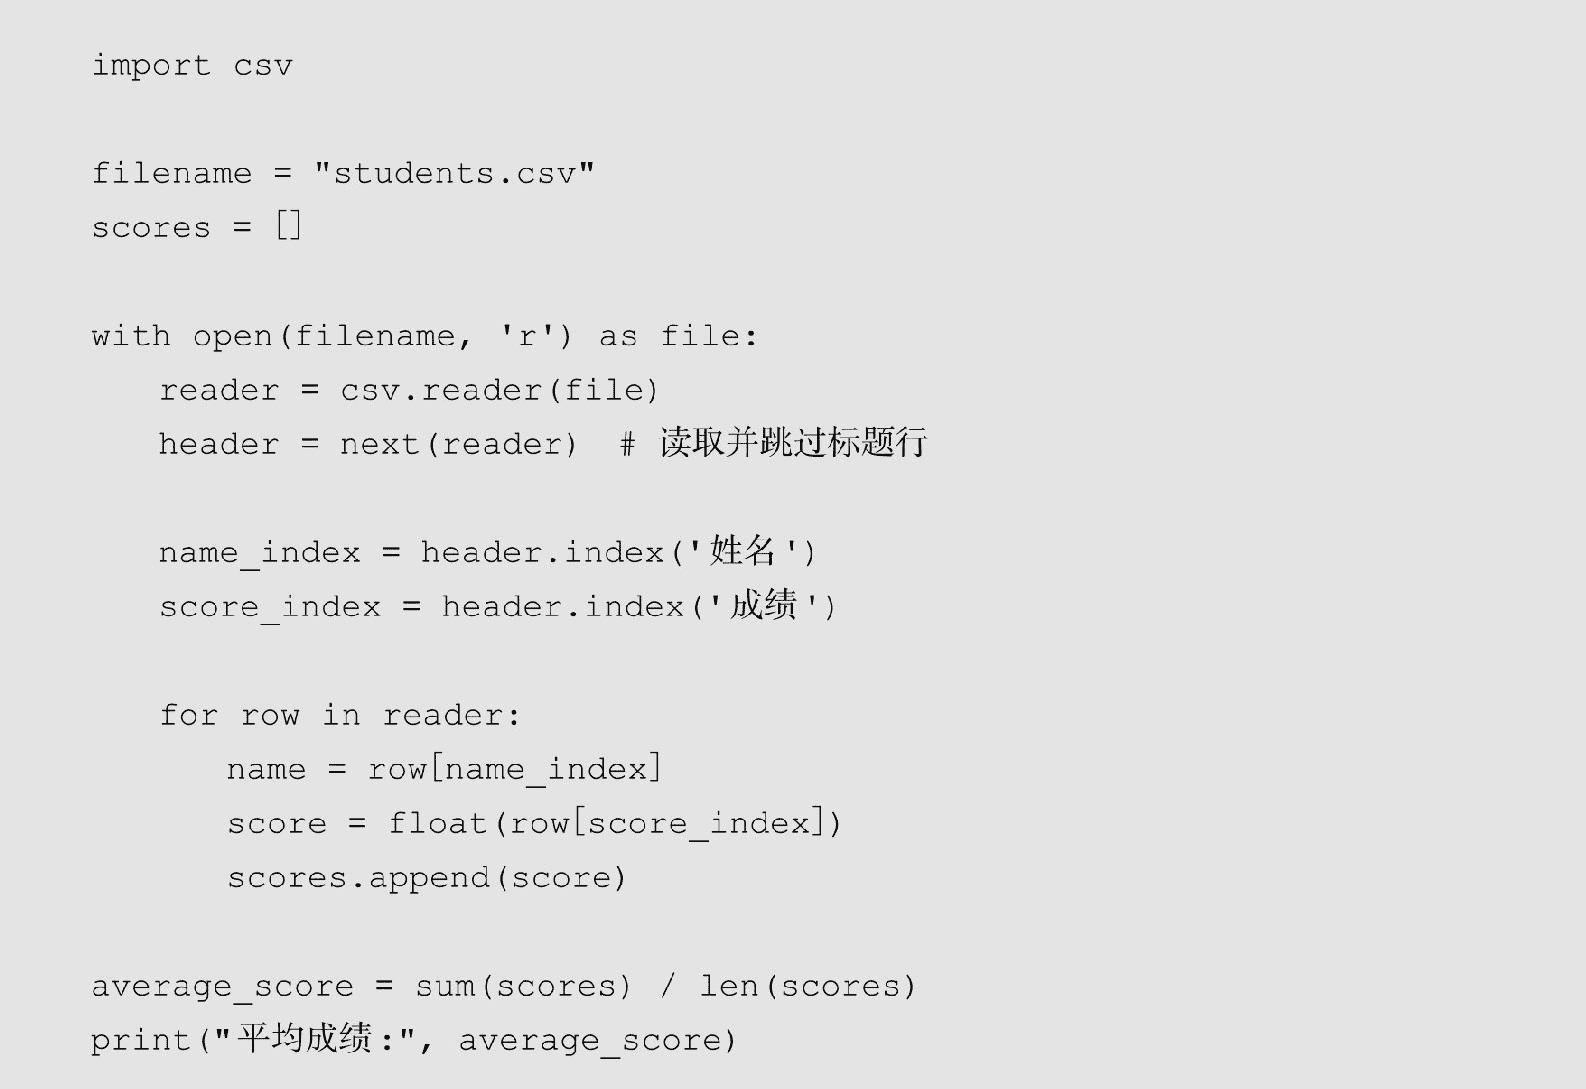 import csv
filename = "students.csv"
scores = []
with open(filename, 'r') as file:
reader = csv.reader(file)
header = next(reader)  # 读取并跳过标题行
name_index = header.index('姓名')
score_index = header.index('成绩')
for row in reader:
name = row[name_index]
score = float(row[score_index])
scores.append(score)
average_score = sum(scores) / len(scores)
print("平均成绩:", average_score)